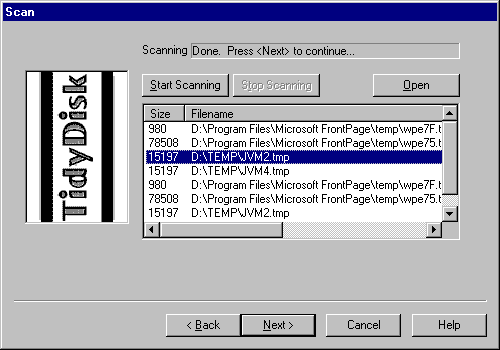 Scan
Scanning Done. Press <Next> to continue...
TidyDisk
Start Scanning Stop Scanning Open
Size Filename
980 D:\Program Files\Microsoft FrontPage\temp\wpe7F.t
78508 D:\Program Files\Microsoft FrontPage\temp\wpe75.t
15197 D:\TEMP\JVM2.tmp
15197 D:\TEMP\JVM4.tmp
980 D:\Program Files\Microsoft FrontPage\temp\wpe7F.t
78508 D:\Program Files\Microsoft FrontPage\temp\wpe75.t
15197 D:\TEMP\JVM2.tmp
< Back Next > Cancel Help